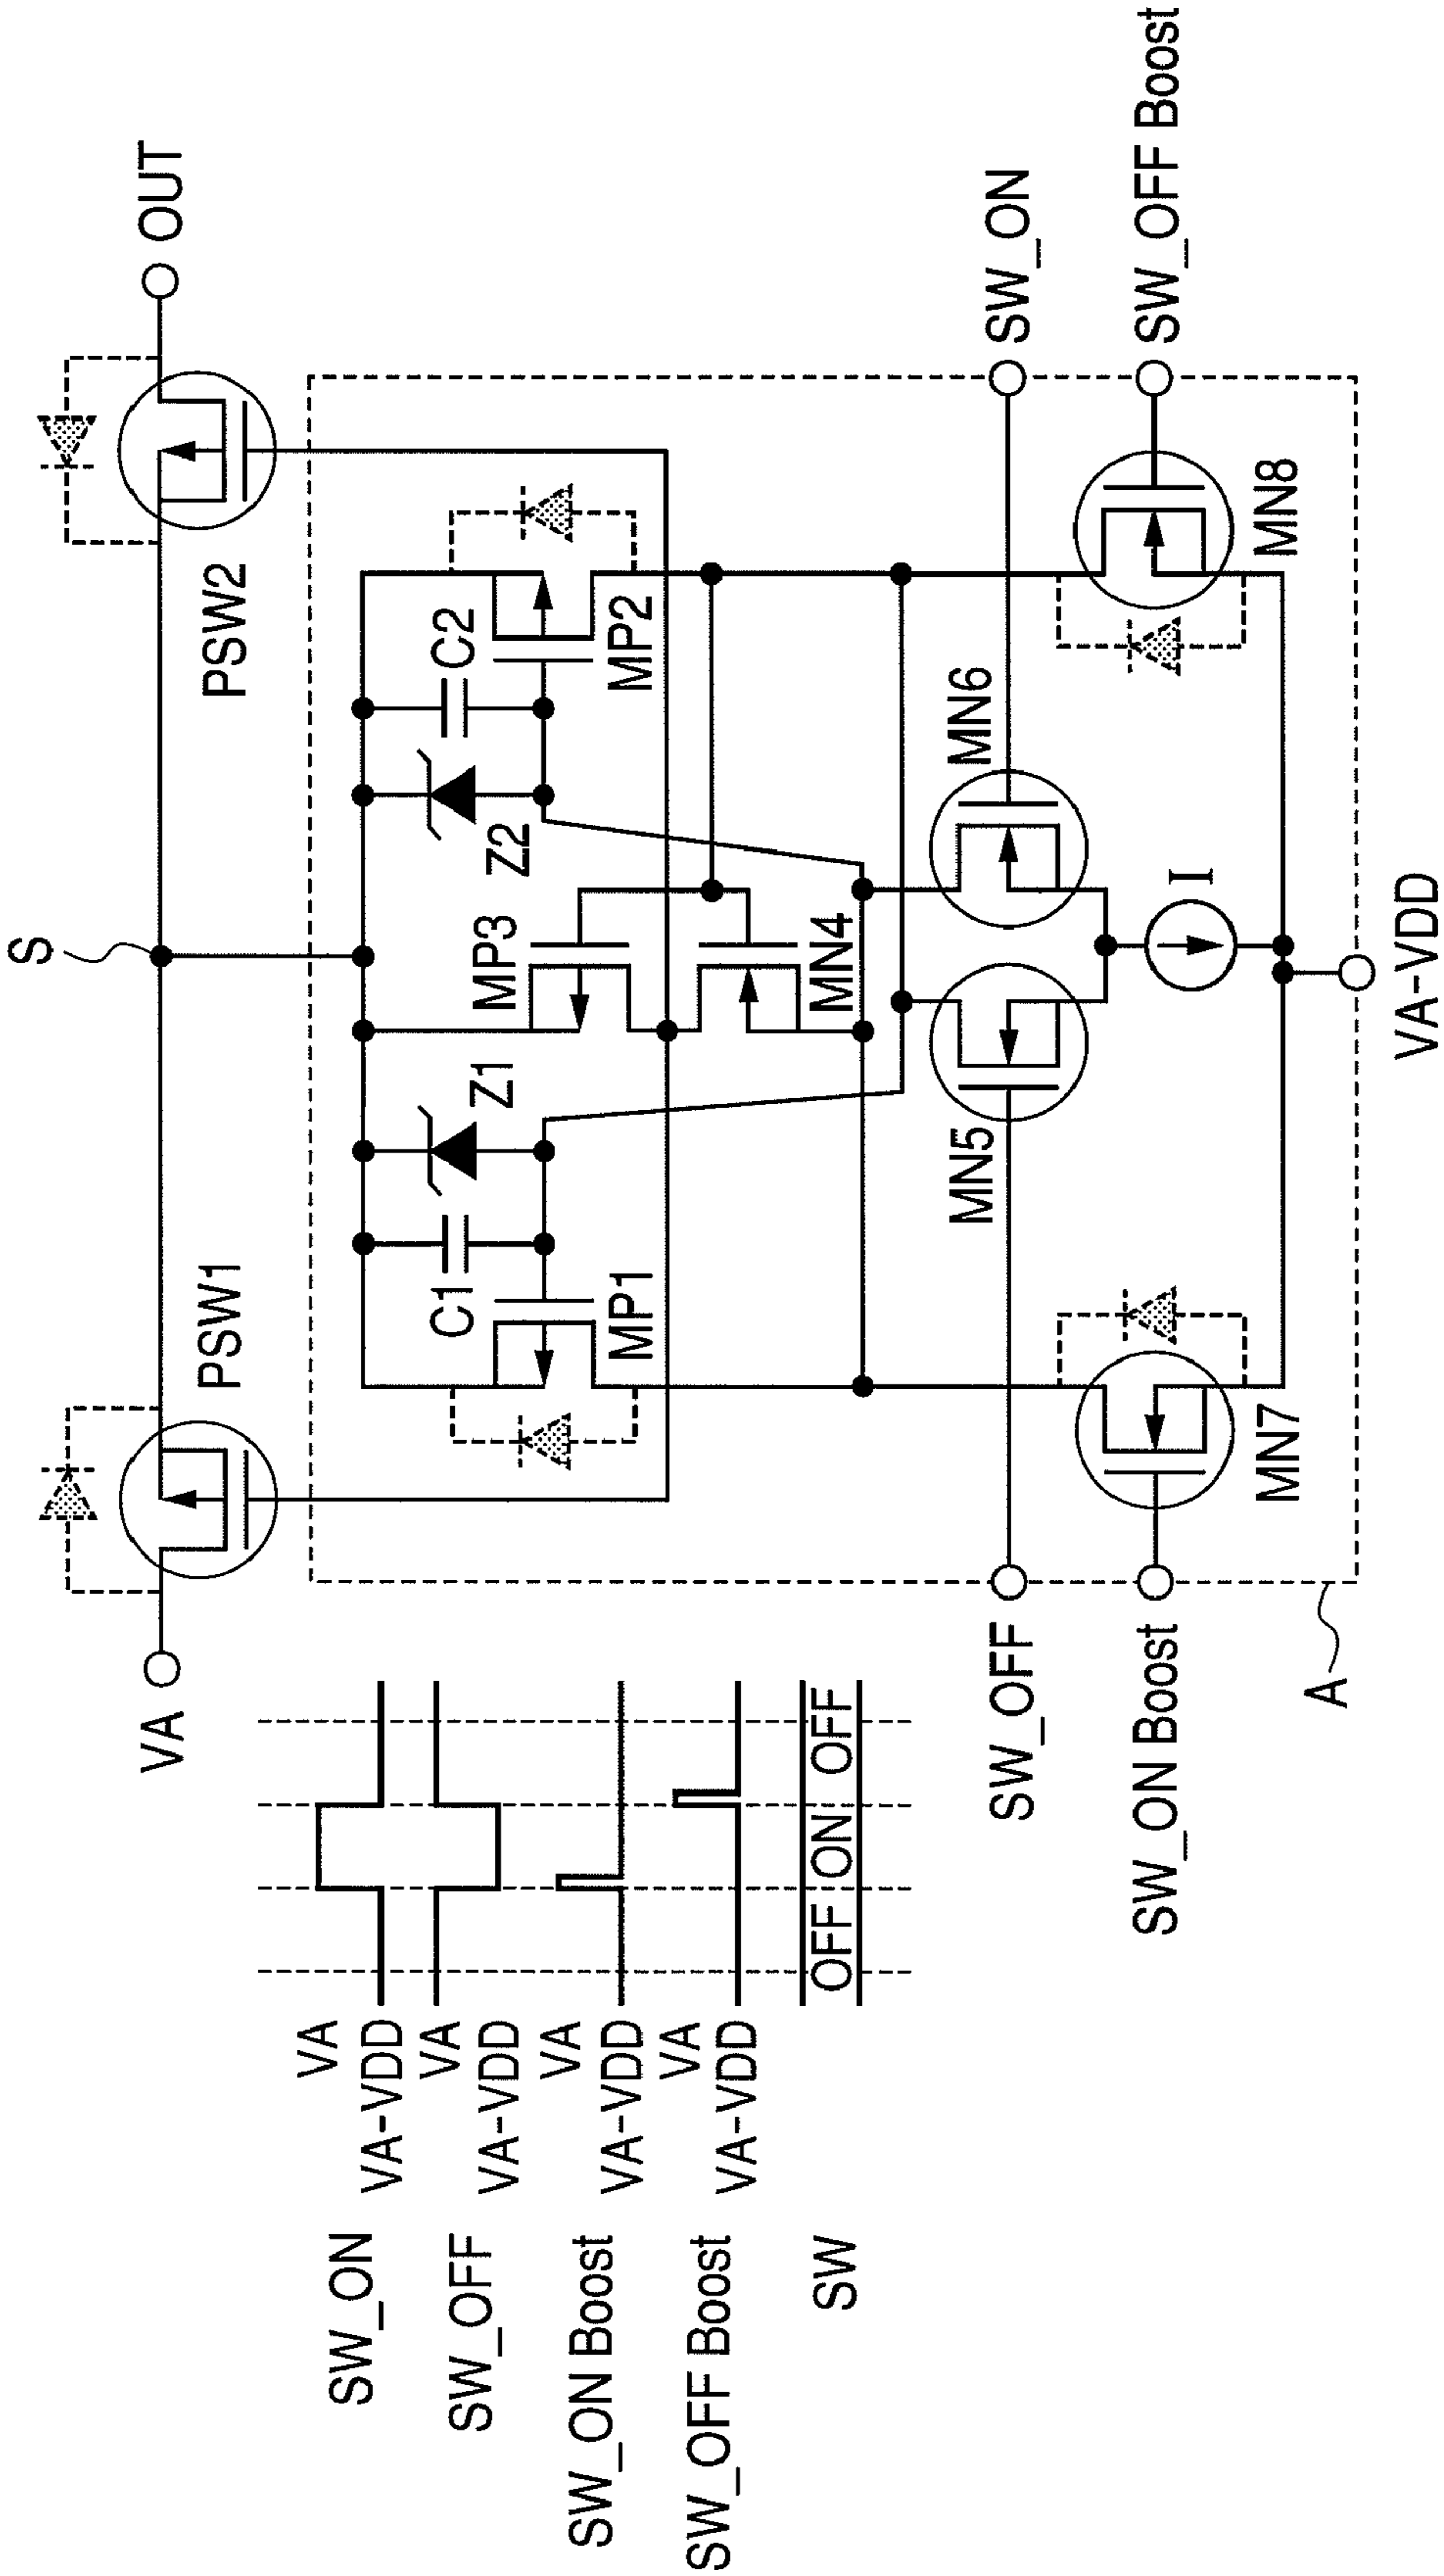 SW_ON
VA
VA-VDD
SW_OFF
VA
VA-VDD
SW_ON Boost
VA
VA-VDD
SW_OFF Boost
VA
VA-VDD
SW
OFF
ON
OFF
S
VA
PSW1
PSW2
OUT
C1
Z1
MP3
Z2
C2
MP1
MN4
MP2
MN5
MN6
SW_OFF
SW_ON
I
SW_ON Boost
SW_OFF Boost
MN7
MN8
A
VA-VDD